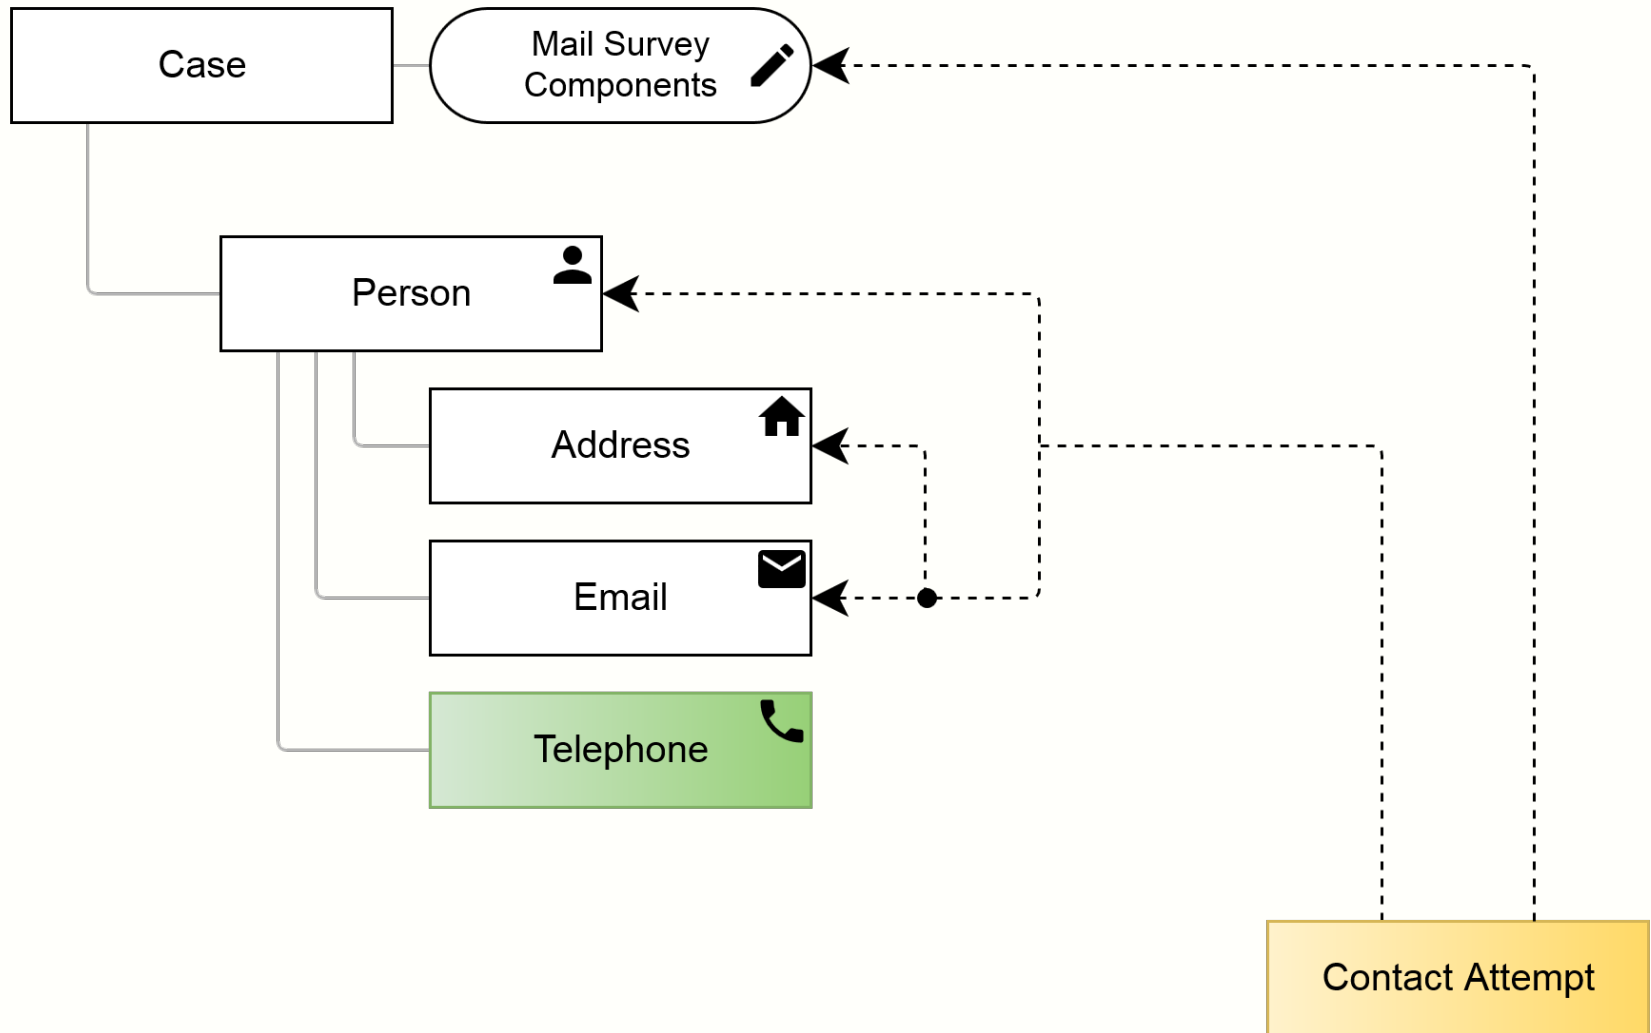 Case
Mail Survey
Components
Person
Address
Email
Telephone
Contact Attempt